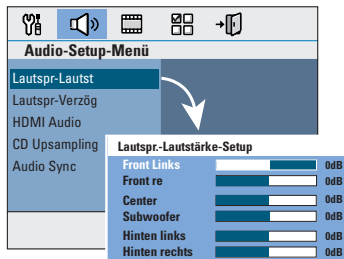 Audio-Setup-Menü
Lautspr-Lautst
Lautspr-Verzög
HDMI Audio
CD Upsampling
Audio Sync
Lautspr.-Lautstärke-Setup
Front Links 0dB
Front re 0dB
Center 0dB
Subwoofer 0dB
Hinten links 0dB
Hinten rechts 0dB